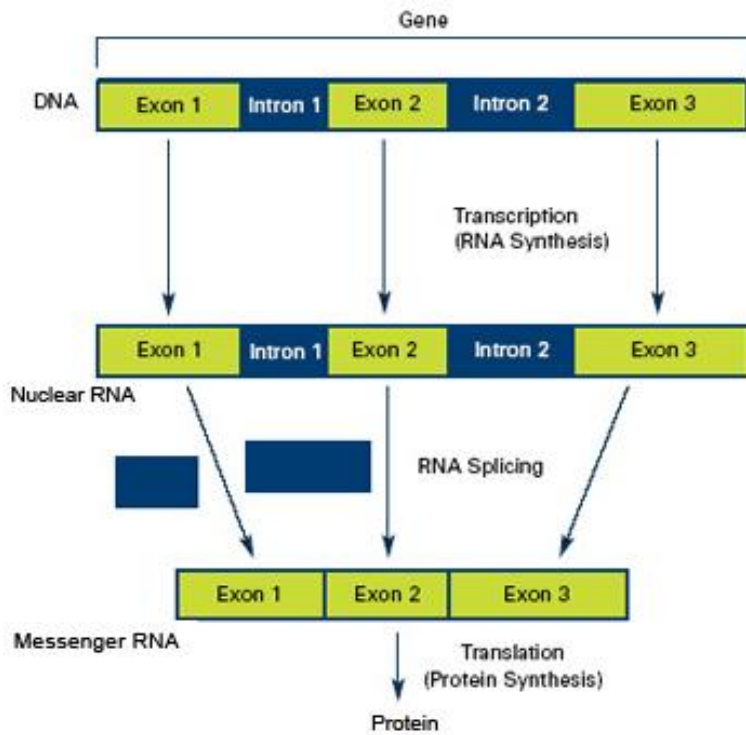 Gene
DNA
Exon 1 Intron 1 Exon 2 Intron 2 Exon 3
Transcription
(RNA Synthesis)
Exon 1 Intron 1 Exon 2 Intron 2 Exon 3
Nuclear RNA
RNA Splicing
Exon 1 Exon 2 Exon 3
Messenger RNA
Translation
(Protein Synthesis)
Protein